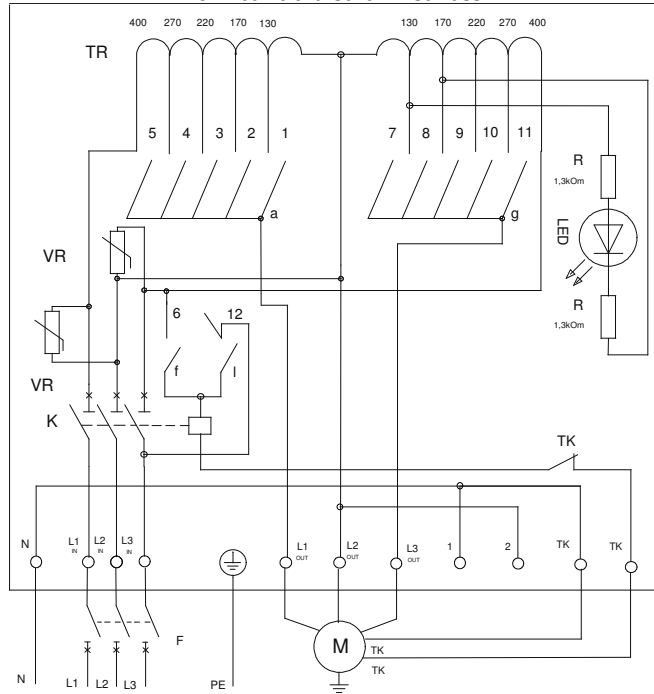 400 270 220 170 130 130 170 220 270 400
TR
5 4 3 2 1 7 8 9 10 11
R
1,3kOm
a g
LED
VR
6 12
R
1,3kOm
f l
VR
K
TK
N L1 IN L2 IN L3 IN L1 OUT L2 OUT L3 OUT 1 2 TK TK
F
M
TK
TK
N L1 L2 L3 PE